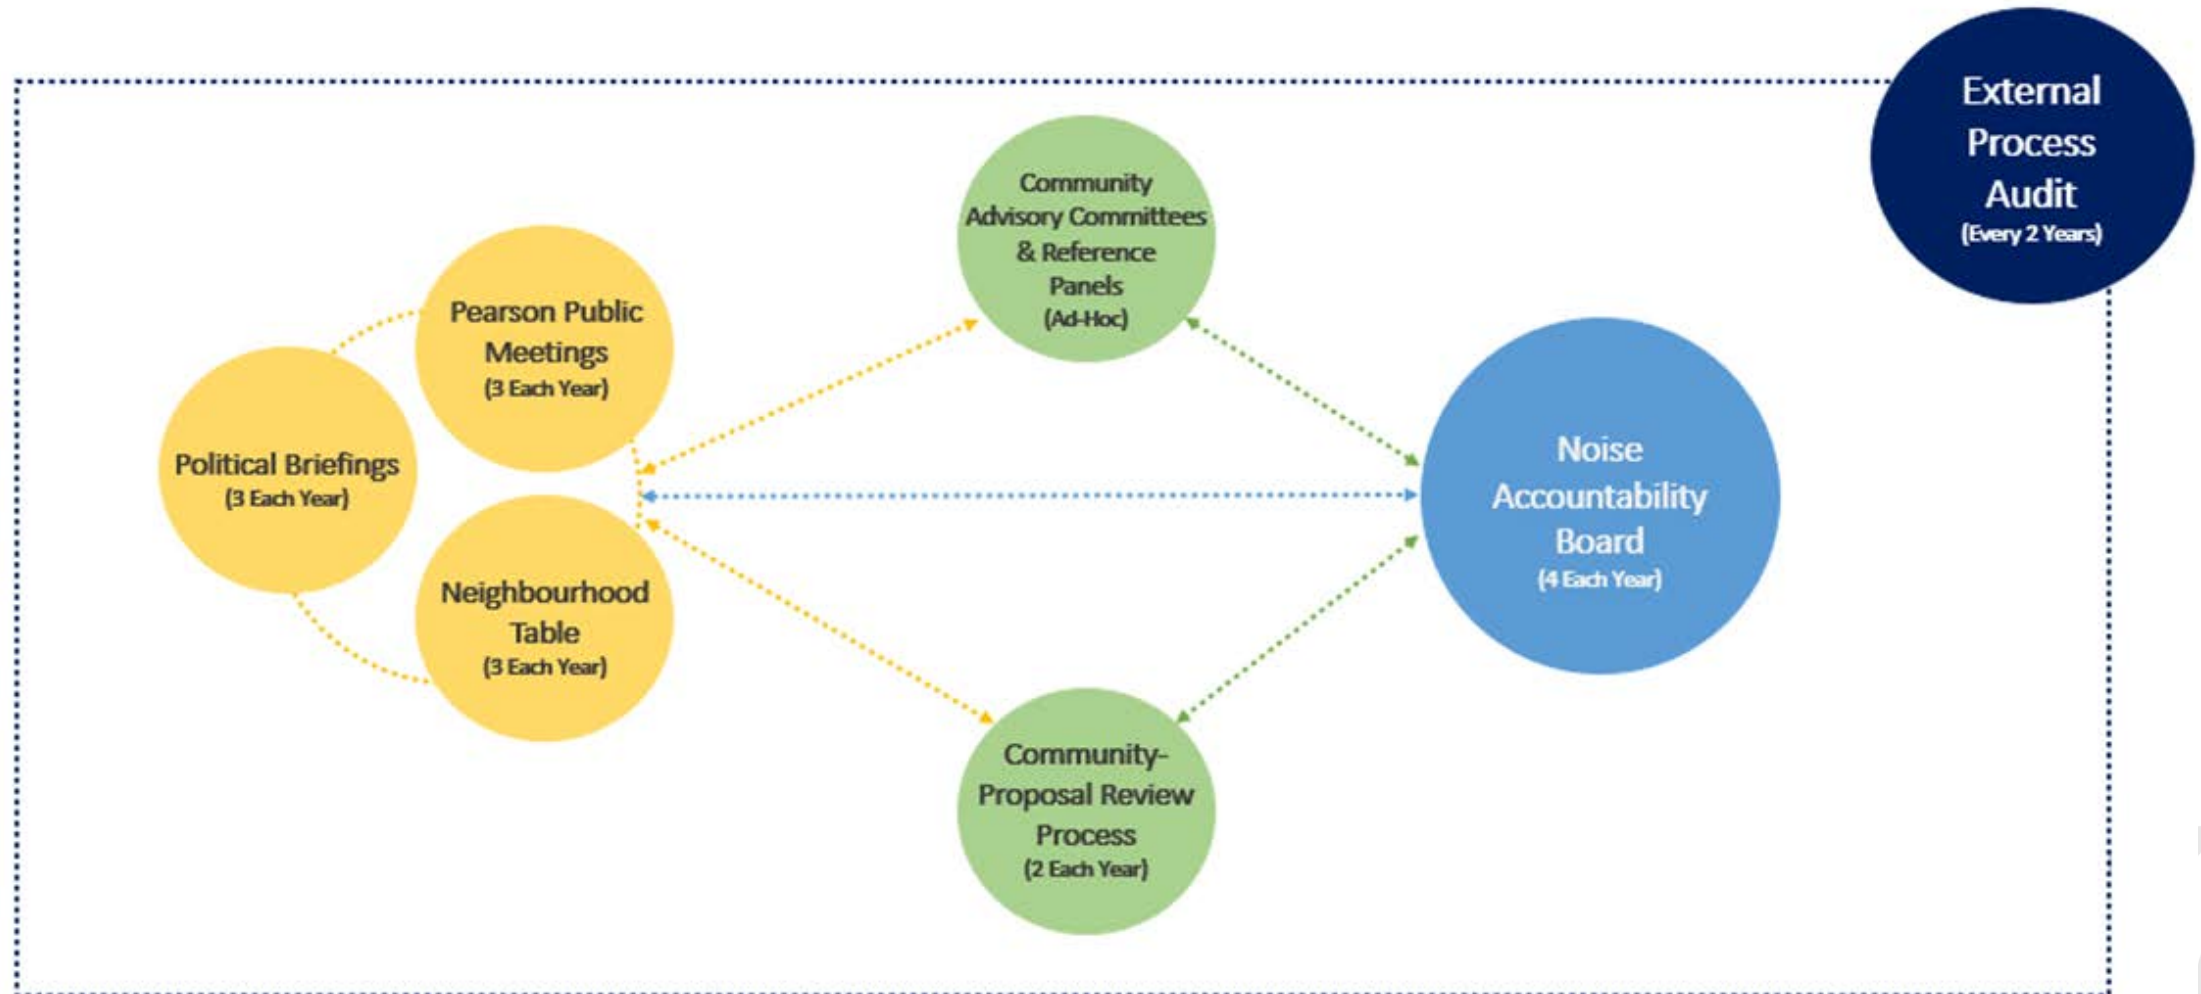 External
Process
Audit
(Every 2 Years)
Community
Advisory Committees
& Reference
Panels
(Ad-Hoc)
Pearson Public
Meetings
(3 Each Year)
Political Briefings
(3 Each Year)
Neighbourhood
Table
(3 Each Year)
Noise
Accountability
Board
(4 Each Year)
Community-
Proposal Review
Process
(2 Each Year)